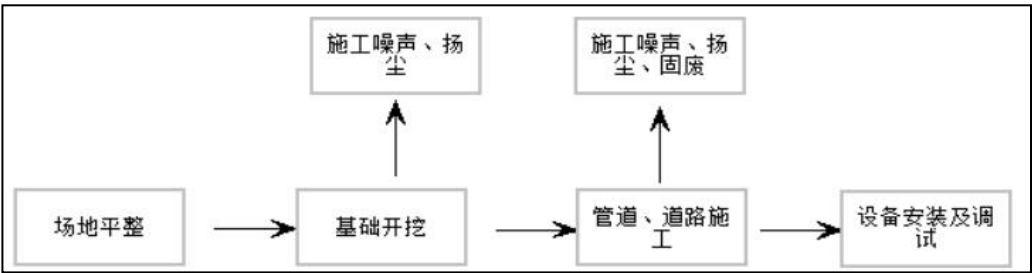 施工噪声、扬
尘
施工噪声、扬
尘、固废
场地平整
基础开挖
管道、道路施
工
设备安装及调
试